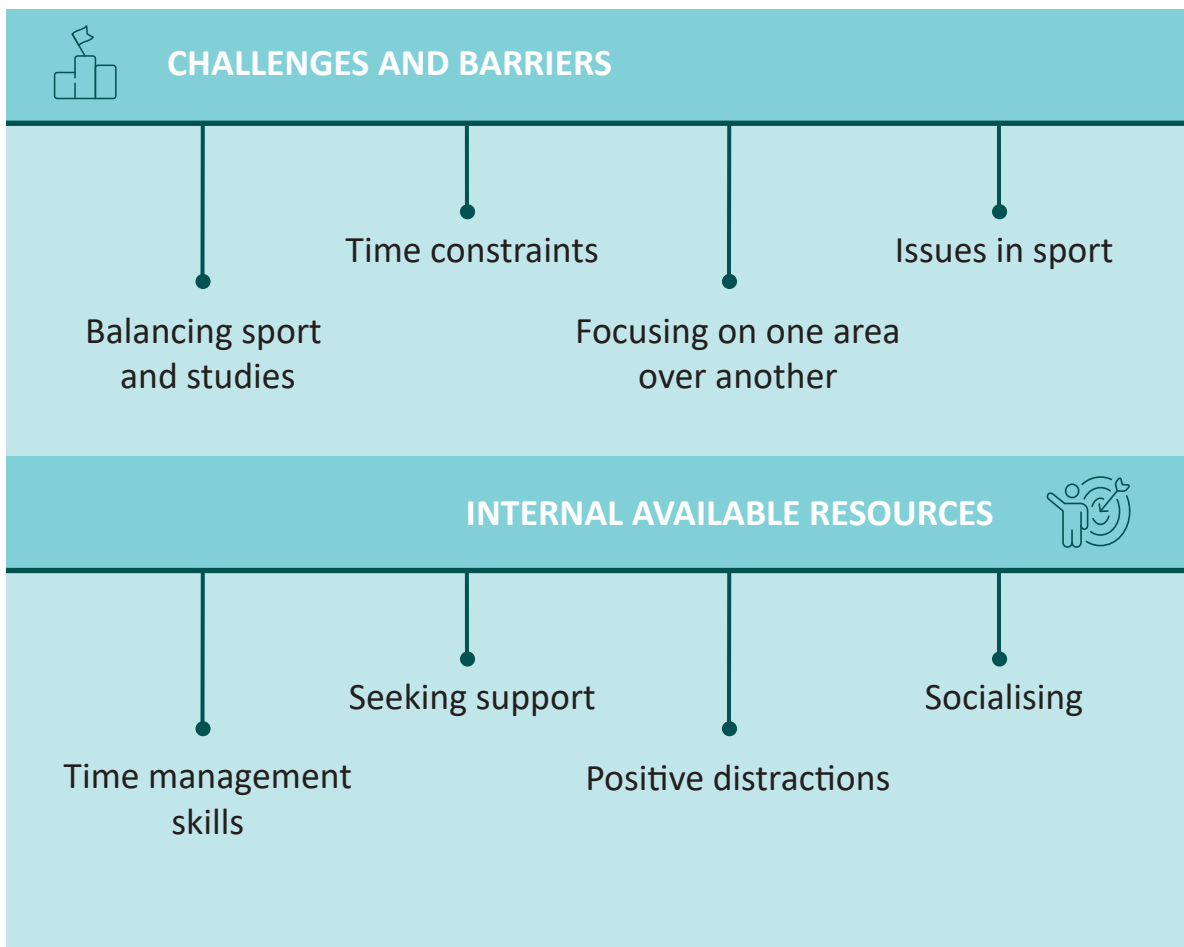 CHALLENGES AND BARRIERS
Time constraints
Issues in sport
Balancing sport
and studies
Focusing on one area
over another
INTERNAL AVAILABLE RESOURCES
Seeking support
Socialising
Time management
skills
Positive distractions